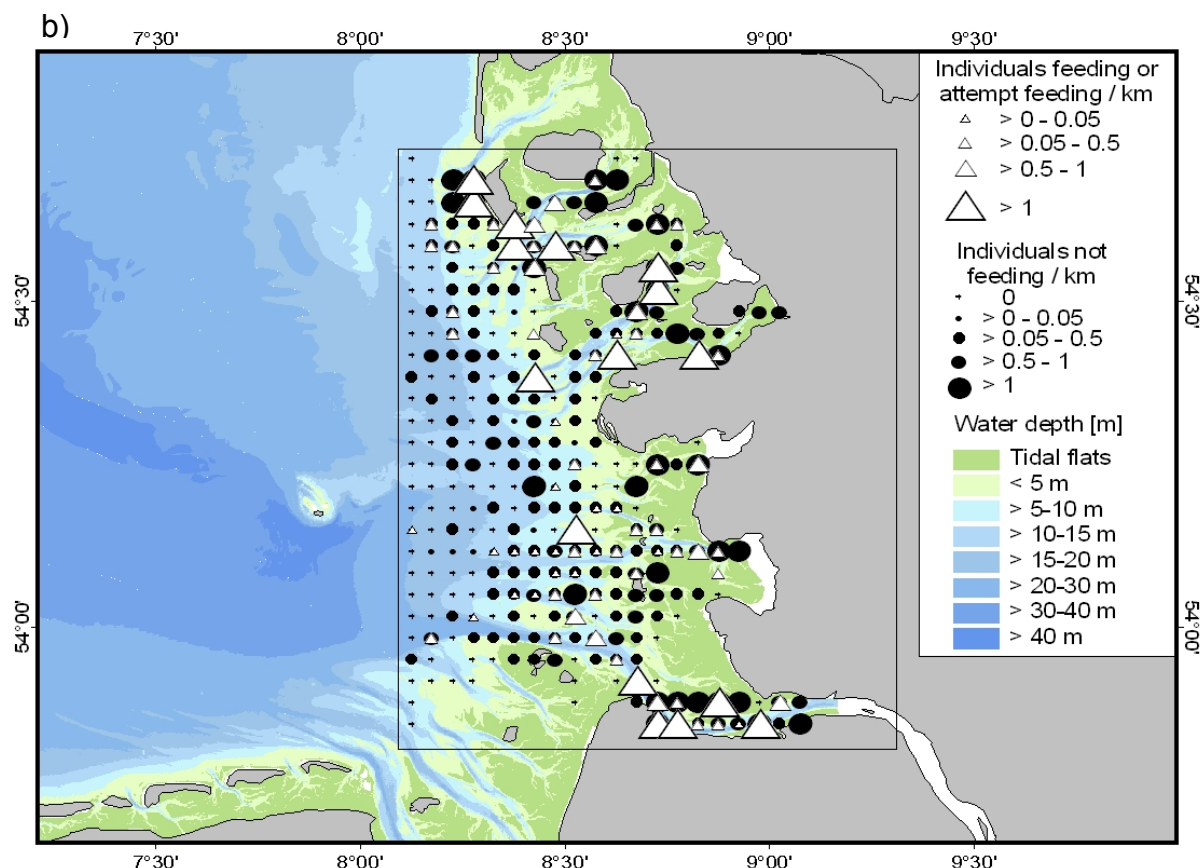 b)
7°30' 8°00' 8°30' 9°00' 9°30'
Individuals feeding or
attempt feeding / km
> 0 - 0.05
> 0.05 - 0.5
> 0.5 - 1
> 1
Individuals not
feeding / km
0
> 0 - 0.05
> 0.05 - 0.5
> 0.5 - 1
> 1
Water depth [m]
Tidal flats
< 5 m
> 5-10 m
> 10-15 m
> 15-20 m
> 20-30 m
> 30-40 m
> 40 m
54°30' 54°30'
54°00' 54°00'
7°30' 8°00' 8°30' 9°00' 9°30'